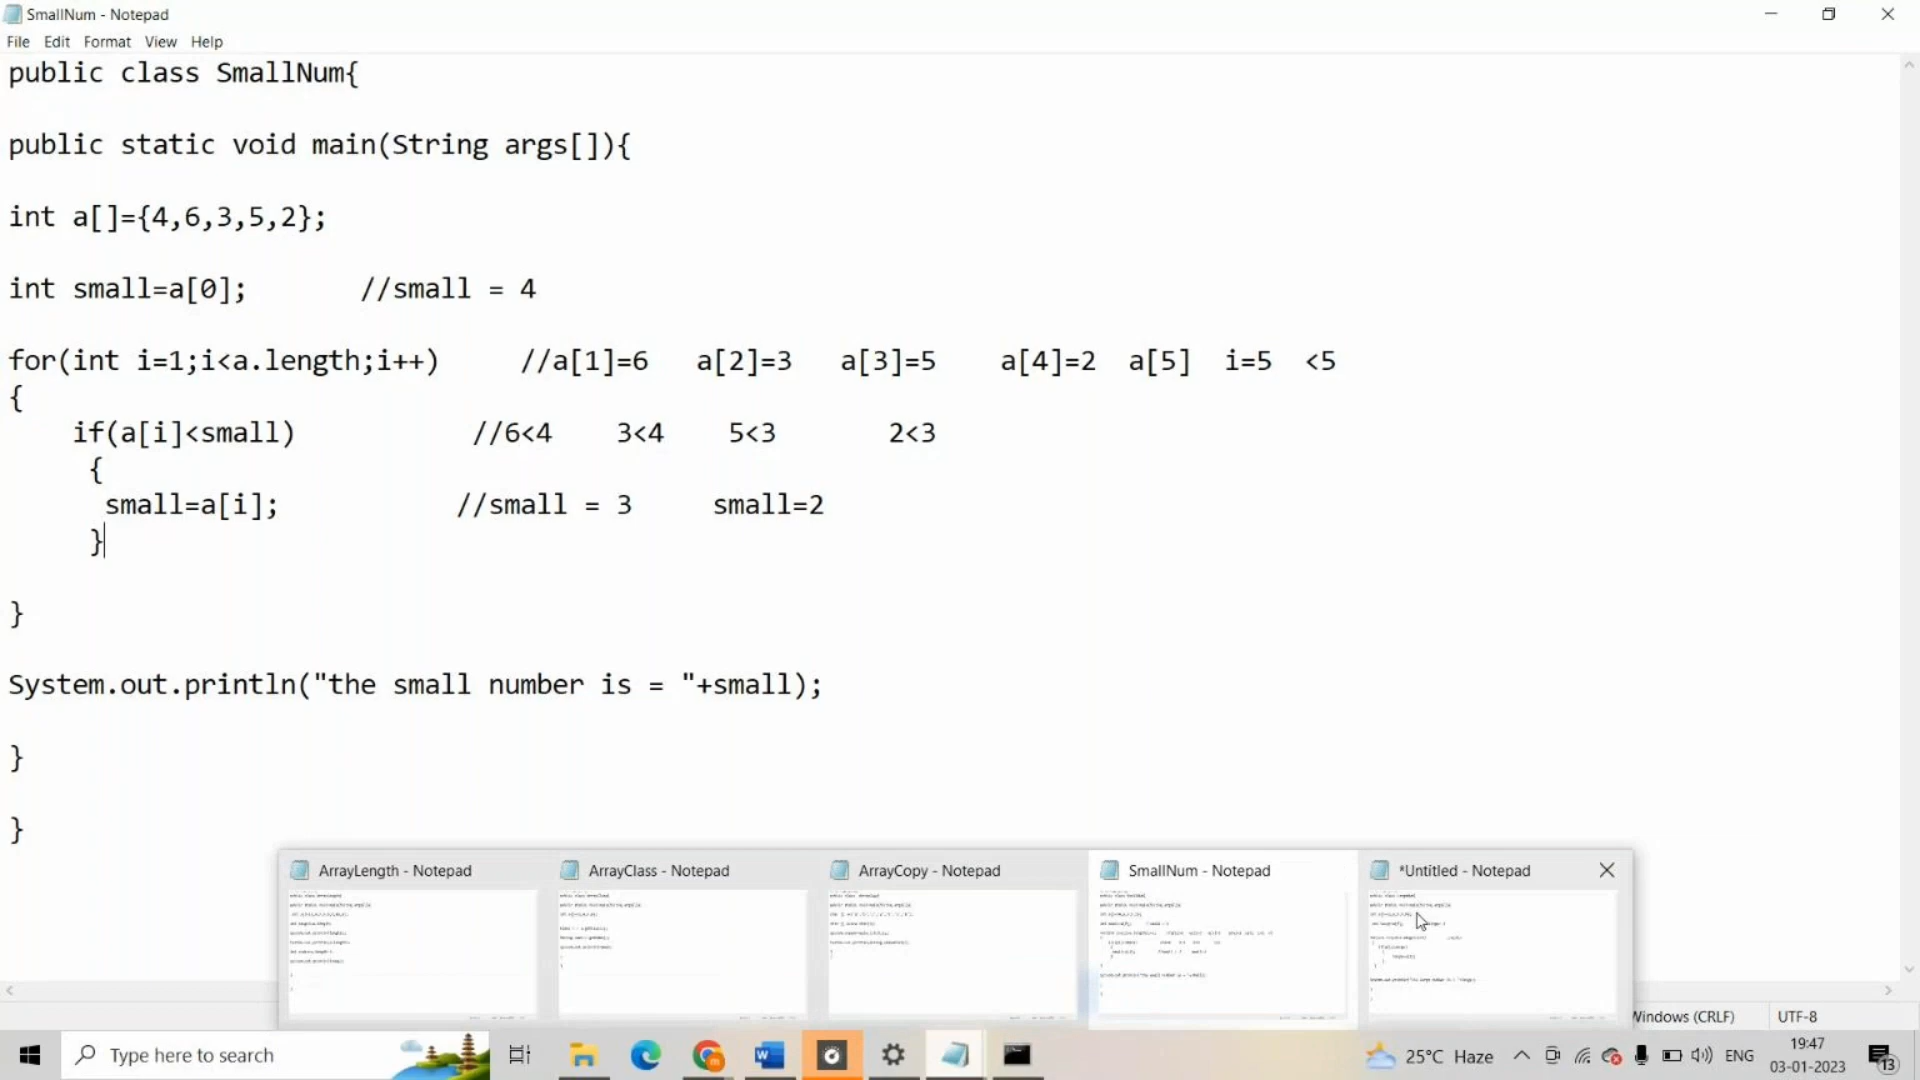 SmallNum - Notepad
File Edit Format View Help
public class SmallNum{
public static void main(String args[]){
int a[]={4,6,3,5,2};
int small=a[0]; //small = 4
for(int i=1;i<a.length;i++) //a[1]=6 a[2]=3 a[3]=5 a[4]=2 a[5] i=5 <5
{
if(a[i]<small) //6<4 3<4 5<3 2<3
{
small=a[i]; //small = 3 small=2
}
}
System.out.println("the small number is = "+small);
}
}
ArrayLength - Notepad
ArrayClass - Notepad
ArrayCopy - Notepad
SmallNum - Notepad
*Untitled - Notepad
Windows (CRLF) UTF-8
Type here to search
25°C Haze
ENG
19:47
03-01-2023
13